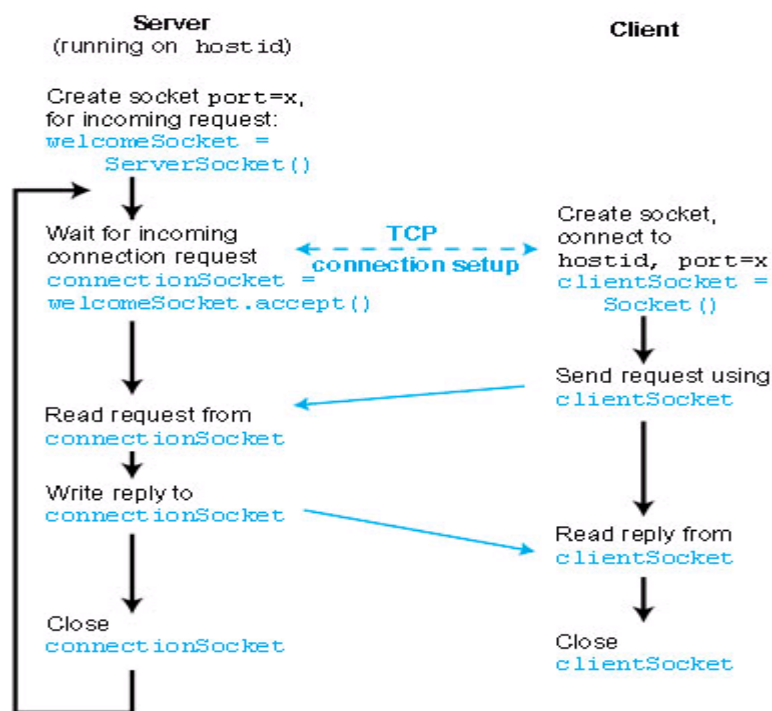 Server
(running on hostid)
Create socket port=x,
for incoming request:
welcomeSocket =
ServerSocket()
Wait for incoming
connection request
connectionSocket =
welcomeSocket.accept()
Read request from
connectionSocket
Write reply to
connectionSocket
Close
connectionSocket
TCP
connection setup
Client
Create socket,
connect to
hostid, port=x
clientSocket =
Socket()
Send request using
clientSocket
Read reply from
clientSocket
Close
clientSocket